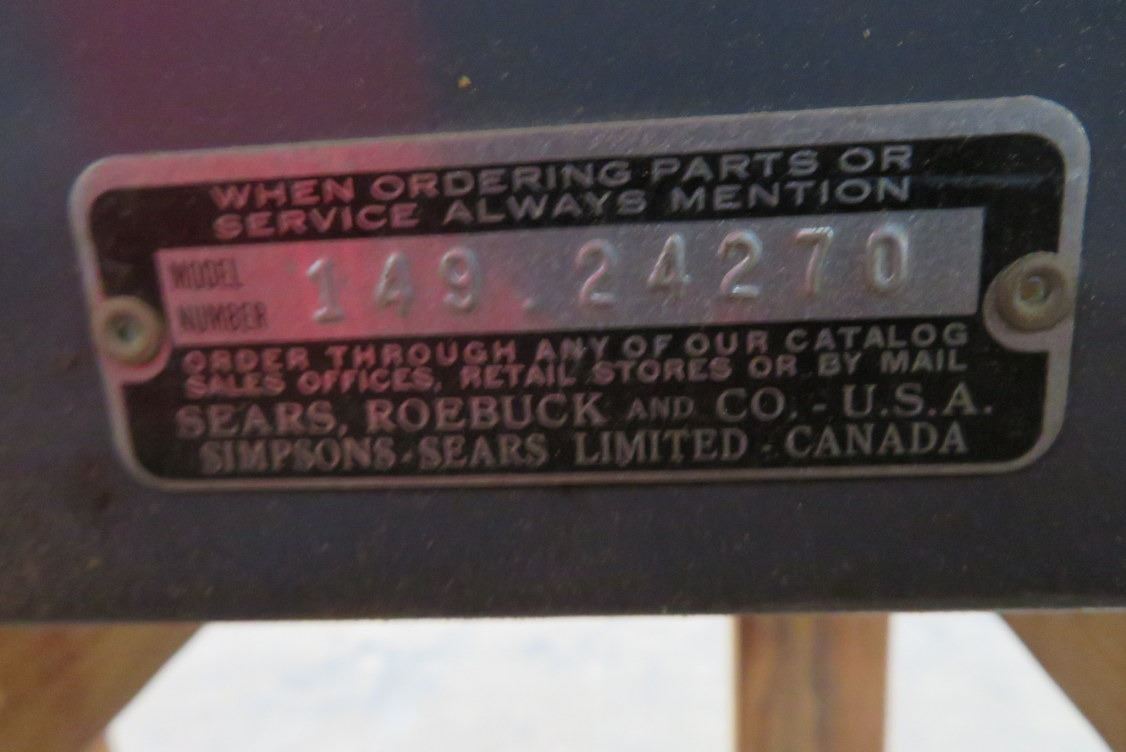 WHEN ORDERING PARTS OR
SERVICE ALWAYS MENTION
MODEL
NUMBER
149.24270
ORDER THROUGH ANY OF OUR CATALOG
SALES OFFICES, RETAIL STORES OR BY MAIL
SEARS, ROEBUCK AND CO. - U.S.A.
SIMPSONS-SEARS LIMITED - CANADA